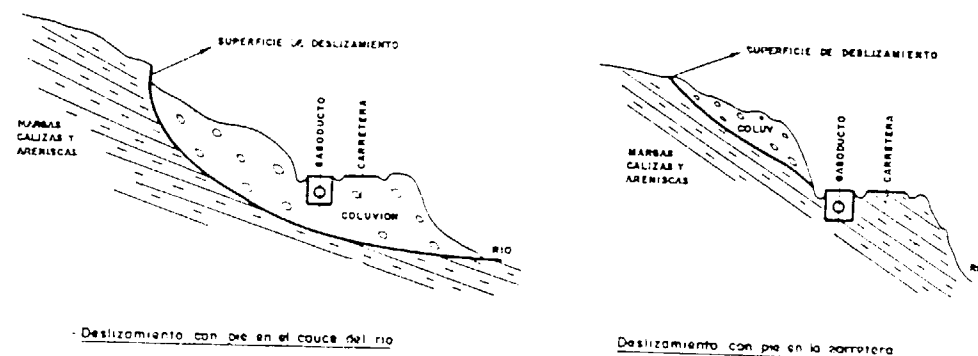 SUPERFICIE DE DESLIZAMIENTO
MARGAS
CALIZAS Y
ARENISCAS
GASODUCTO
CARRETERA
COLUVION
RIO
- Deslizamiento con pie en el cauce del rio
SUPERFICIE DE DESLIZAMIENTO
COLUV
MARGAS
CALIZAS Y
ARENISCAS
GASODUCTO
CARRETERA
Deslizamiento con pie en la carretera